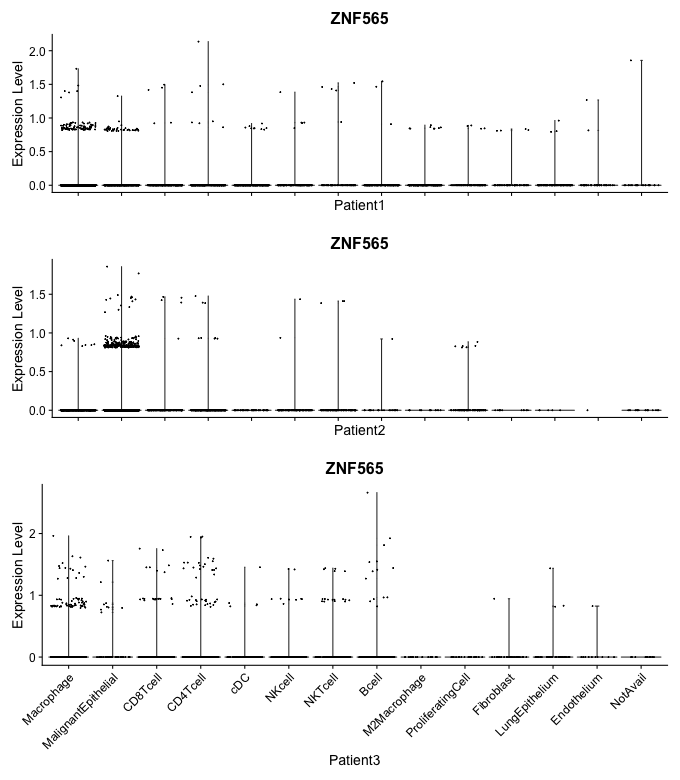 ZNF565
Expression Level
2.0
1.5
1.0
0.5
0.0
Patient1
ZNF565
Expression Level
1.5
1.0
0.5
0.0
Patient2
ZNF565
Expression Level
2
1
0
Macrophage
MalignantEpithelial
CD8Tcell
CD4Tcell
cDC
NKcell
NKTcell
Bcell
M2Macrophage
ProliferatingCell
Fibroblast
LungEpithelium
Endothelium
NotAvail
Patient3